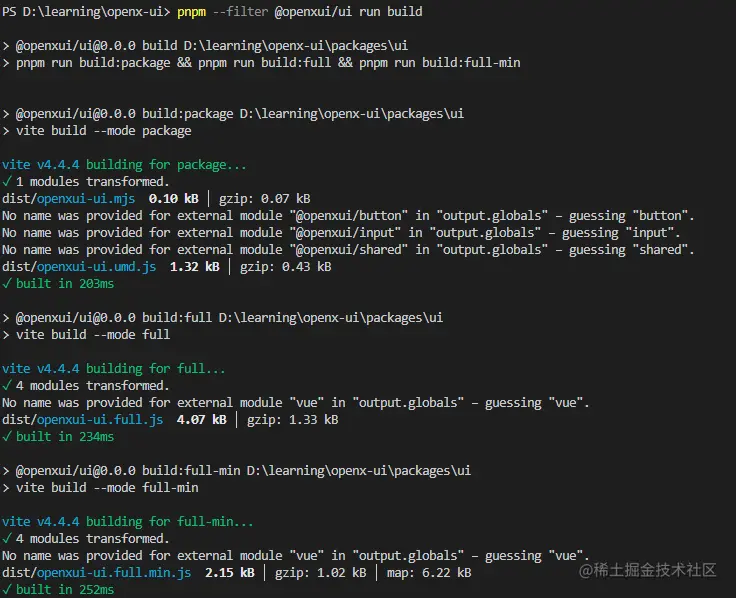 PS D:\learning\openx-ui> pnpm --filter @openxui/ui run build
> @openxui/ui@0.0.0 build D:\learning\openx-ui\packages\ui
> pnpm run build:package && pnpm run build:full && pnpm run build:full-min
> @openxui/ui@0.0.0 build:package D:\learning\openx-ui\packages\ui
> vite build --mode package
vite v4.4.4 building for package...
✓ 1 modules transformed.
dist/openxui-ui.mjs  0.10 kB │ gzip: 0.07 kB
No name was provided for external module "@openxui/button" in "output.globals" – guessing "button".
No name was provided for external module "@openxui/input" in "output.globals" – guessing "input".
No name was provided for external module "@openxui/shared" in "output.globals" – guessing "shared".
dist/openxui-ui.umd.js  1.32 kB │ gzip: 0.43 kB
✓ built in 203ms
> @openxui/ui@0.0.0 build:full D:\learning\openx-ui\packages\ui
> vite build --mode full
vite v4.4.4 building for full...
✓ 4 modules transformed.
No name was provided for external module "vue" in "output.globals" – guessing "vue".
dist/openxui-ui.full.js  4.07 kB │ gzip: 1.33 kB
✓ built in 234ms
> @openxui/ui@0.0.0 build:full-min D:\learning\openx-ui\packages\ui
> vite build --mode full-min
vite v4.4.4 building for full-min...
✓ 4 modules transformed.
No name was provided for external module "vue" in "output.globals" – guessing "vue".
dist/openxui-ui.full.min.js  2.15 kB │ gzip: 1.02 kB │ map: 6.22 kB
✓ built in 252ms
@稀土掘金技术社区